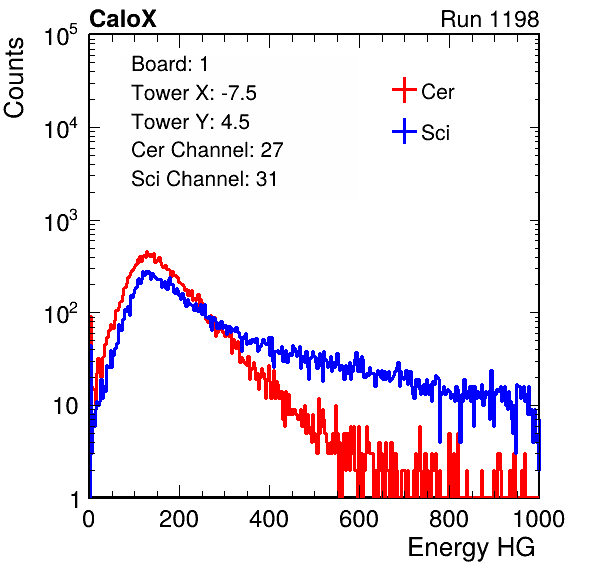 CaloX Run 1198
Counts
10^5
Board: 1
Tower X: -7.5
Tower Y: 4.5
Cer Channel: 27
Sci Channel: 31
Cer
Sci
10^4
10^3
10^2
10
1
0 200 400 600 800 1000
Energy HG